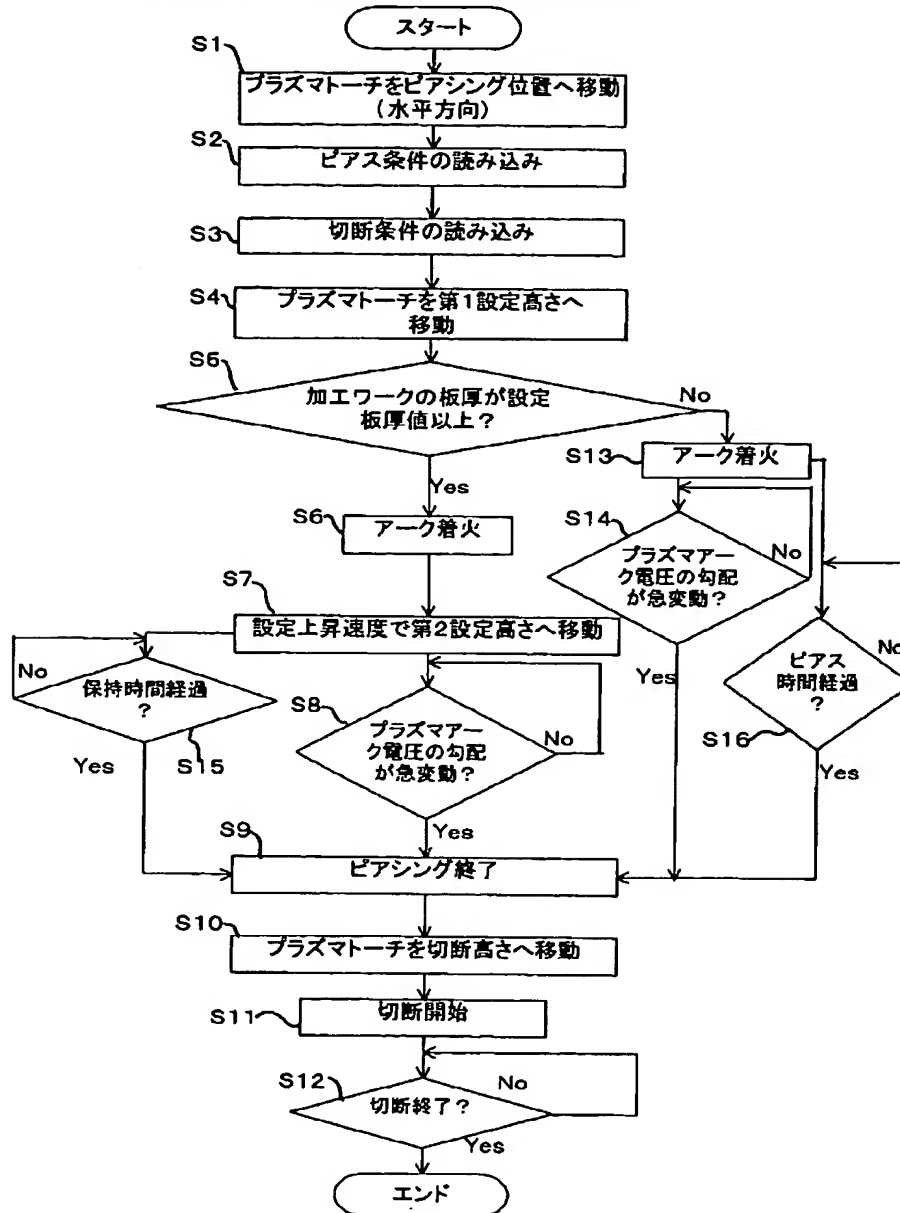 スタート
S1
プラズマトーチをピアシング位置へ移動
(水平方向)
S2
ピアス条件の読み込み
S3
切断条件の読み込み
S4
プラズマトーチを第1設定高さへ
移動
S5
加工ワークの板厚が設定
板厚値以上？
No
Yes
S13
アーク着火
S6
アーク着火
S14
プラズマアー
ク電圧の勾配
が急変動？
No
Yes
S7
設定上昇速度で第2設定高さへ移動
No
保持時間経過
？
S15
Yes
S8
プラズマアー
ク電圧の勾配
が急変動？
No
Yes
No
ピアス
時間経過
？
S16
Yes
S9
ピアシング終了
S10
プラズマトーチを切断高さへ移動
S11
切断開始
S12
切断終了？
No
Yes
エンド